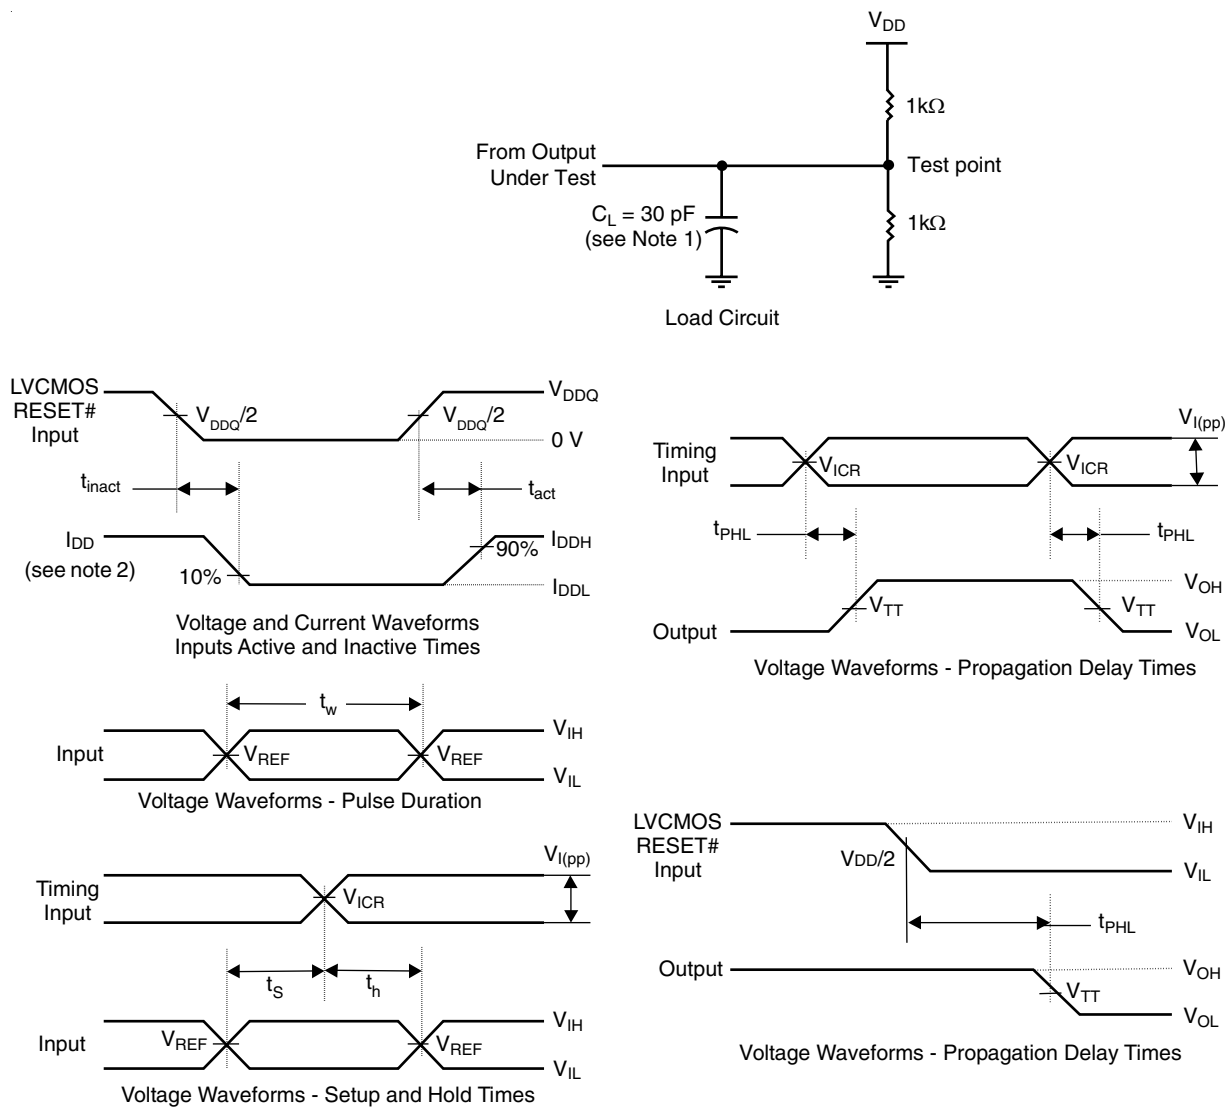 VDD
1kΩ
From Output
Under Test
Test point
CL = 30 pF
(see Note 1)
1kΩ
Load Circuit
LVCMOS
RESET#
Input
VDDQ/2
VDDQ/2
VDDQ
0 V
tinact
tact
IDD
(see note 2)
10%
90%
IDDH
IDDL
Voltage and Current Waveforms
Inputs Active and Inactive Times
tw
Input
VREF
VREF
VIH
VIL
Voltage Waveforms - Pulse Duration
Timing
Input
VICR
VI(pp)
tS
th
Input
VREF
VREF
VIH
VIL
Voltage Waveforms - Setup and Hold Times
Timing
Input
VICR
VICR
VI(pp)
tPHL
tPHL
Output
VTT
VTT
VOH
VOL
Voltage Waveforms - Propagation Delay Times
LVCMOS
RESET#
Input
VDD/2
VIH
VIL
tPHL
Output
VTT
VOH
VOL
Voltage Waveforms - Propagation Delay Times